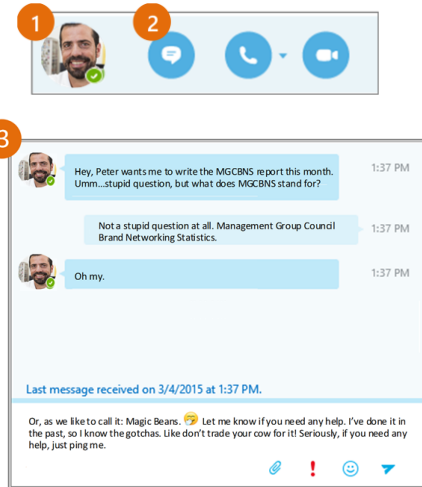 1
2
3
Hey, Peter wants me to write the MGCBNS report this month.
Umm...stupid question, but what does MGCBNS stand for?
1:37 PM
Not a stupid question at all. Management Group Council
Brand Networking Statistics.
1:37 PM
Oh my.
1:37 PM
Last message received on 3/4/2015 at 1:37 PM.
Or, as we like to call it: Magic Beans. Let me know if you need any help. I've done it in
the past, so I know the gotchas. Like don't trade your cow for it! Seriously, if you need any
help, just ping me.